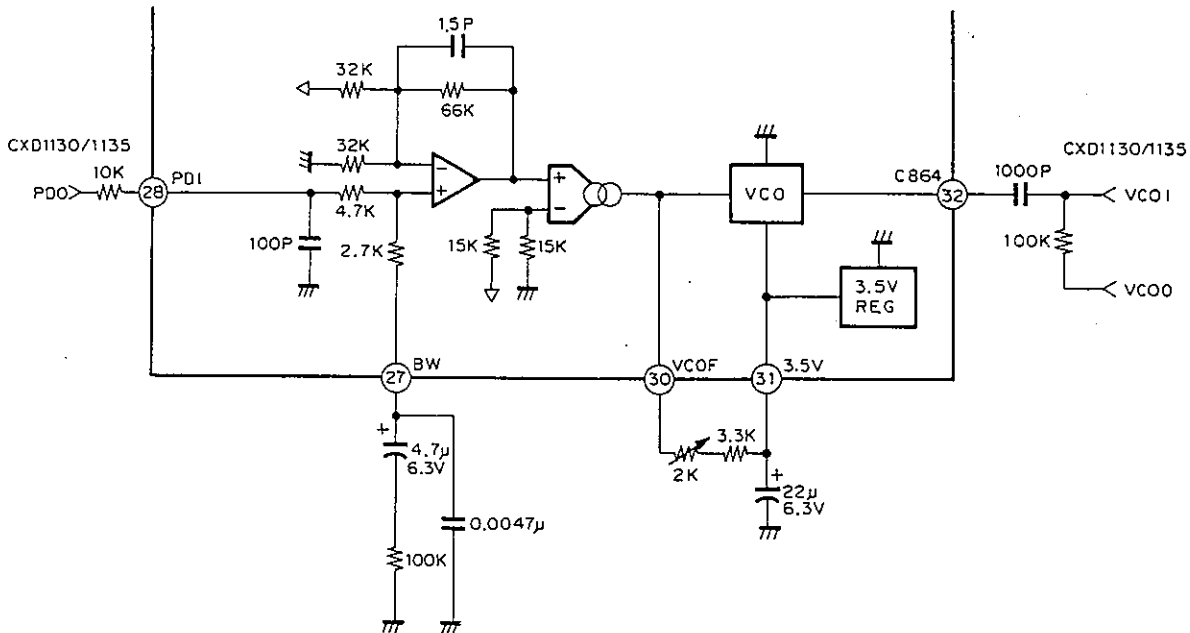 1.5P
32K
66K
CXD1130/1135
10K
PDO
28
PDI
32K
-
+
4.7K
100P
2.7K
+
-
15K
15K
VCO
C864
32
1000P
CXD1130/1135
VCOI
100K
VCOO
3.5V
REG
27
BW
30
VCOF
31
3.5V
+
4.7µ
6.3V
0.0047µ
100K
2K
3.3K
+
22µ
6.3V